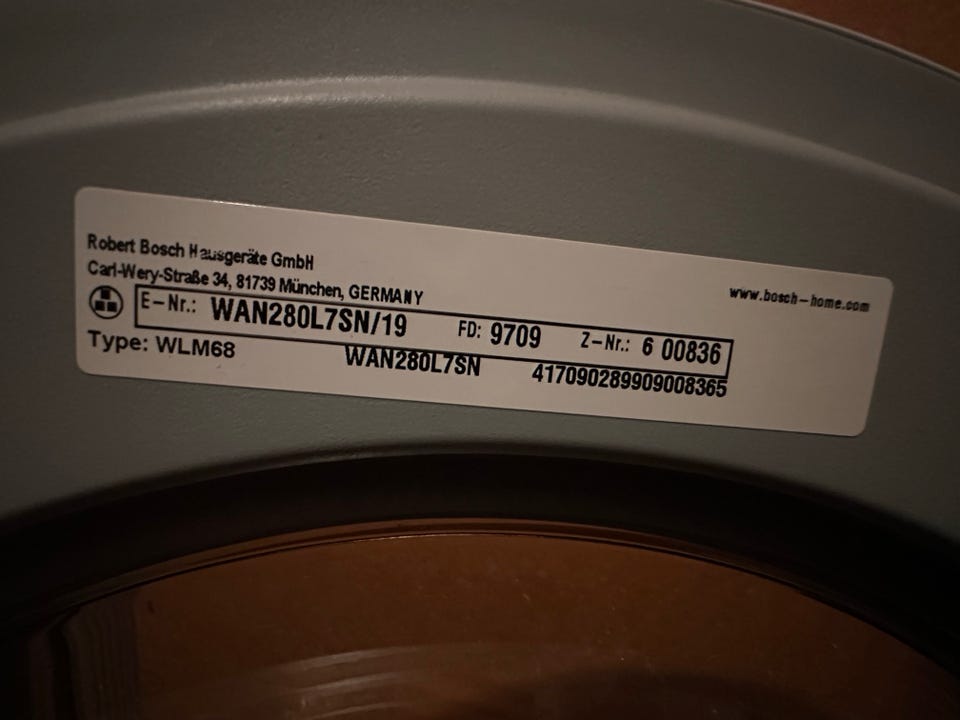 Robert Bosch Hausgeräte GmbH
Carl-Wery-Straße 34, 81739 München, GERMANY
www.bosch-home.com
E-Nr.: WAN280L7SN/19 FD: 9709 Z-Nr.: 6 00836
Type: WLM68 WAN280L7SN 417090289909008365